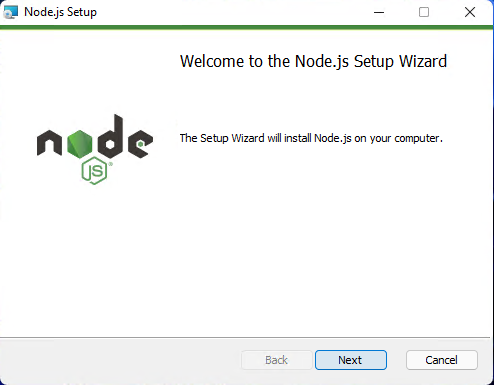 Node.js Setup
Welcome to the Node.js Setup Wizard
node
JS®
The Setup Wizard will install Node.js on your computer.
Back Next Cancel